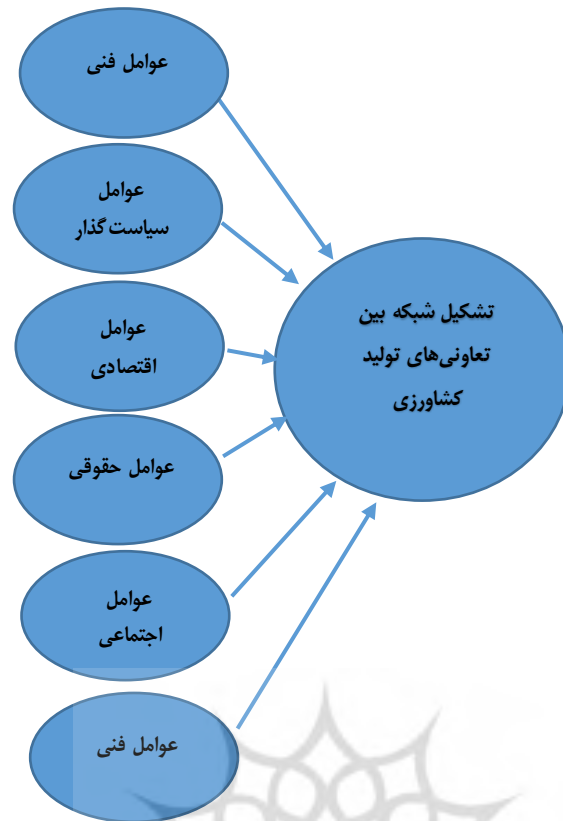 عوامل فنی
عوامل
سیاست‌گذار
عوامل
اقتصادی
عوامل حقوقی
عوامل
اجتماعی
عوامل فنی
تشکیل شبکه بین
تعاونی‌های تولید
کشاورزی